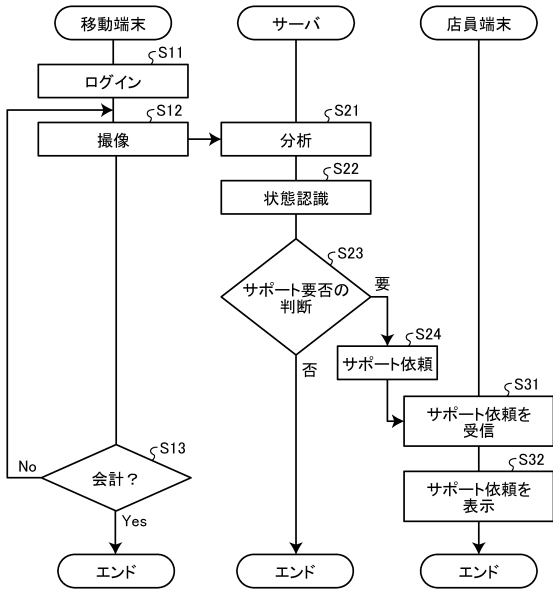 移動端末
サーバ
店員端末
S11
ログイン
S12
撮像
S21
分析
S22
状態認識
S23
サポート要否の
判断
要
否
S24
サポート依頼
S31
サポート依頼を
受信
S13
会計？
No
Yes
S32
サポート依頼を
表示
エンド
エンド
エンド